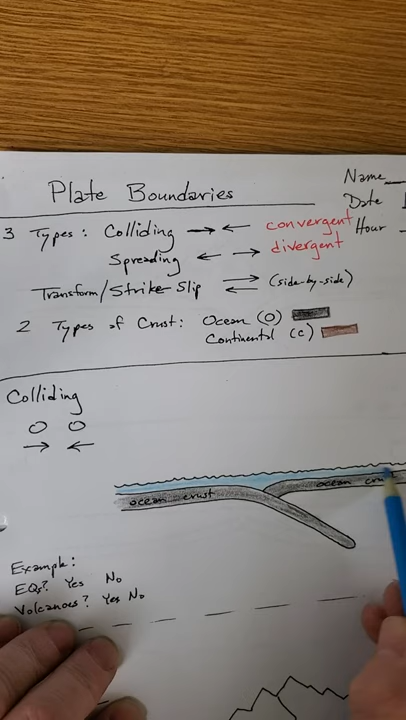 Plate Boundaries
Name
Date
Hour
3 Types: Colliding → ← convergent
Spreading ← → divergent
Transform/Strike-Slip (side-by-side)
2 Types of Crust: Ocean (O)
Continental (C)
Colliding
O O
→ ←
ocean crust
ocean crust
Example:
EQs? Yes No
Volcanoes? Yes No